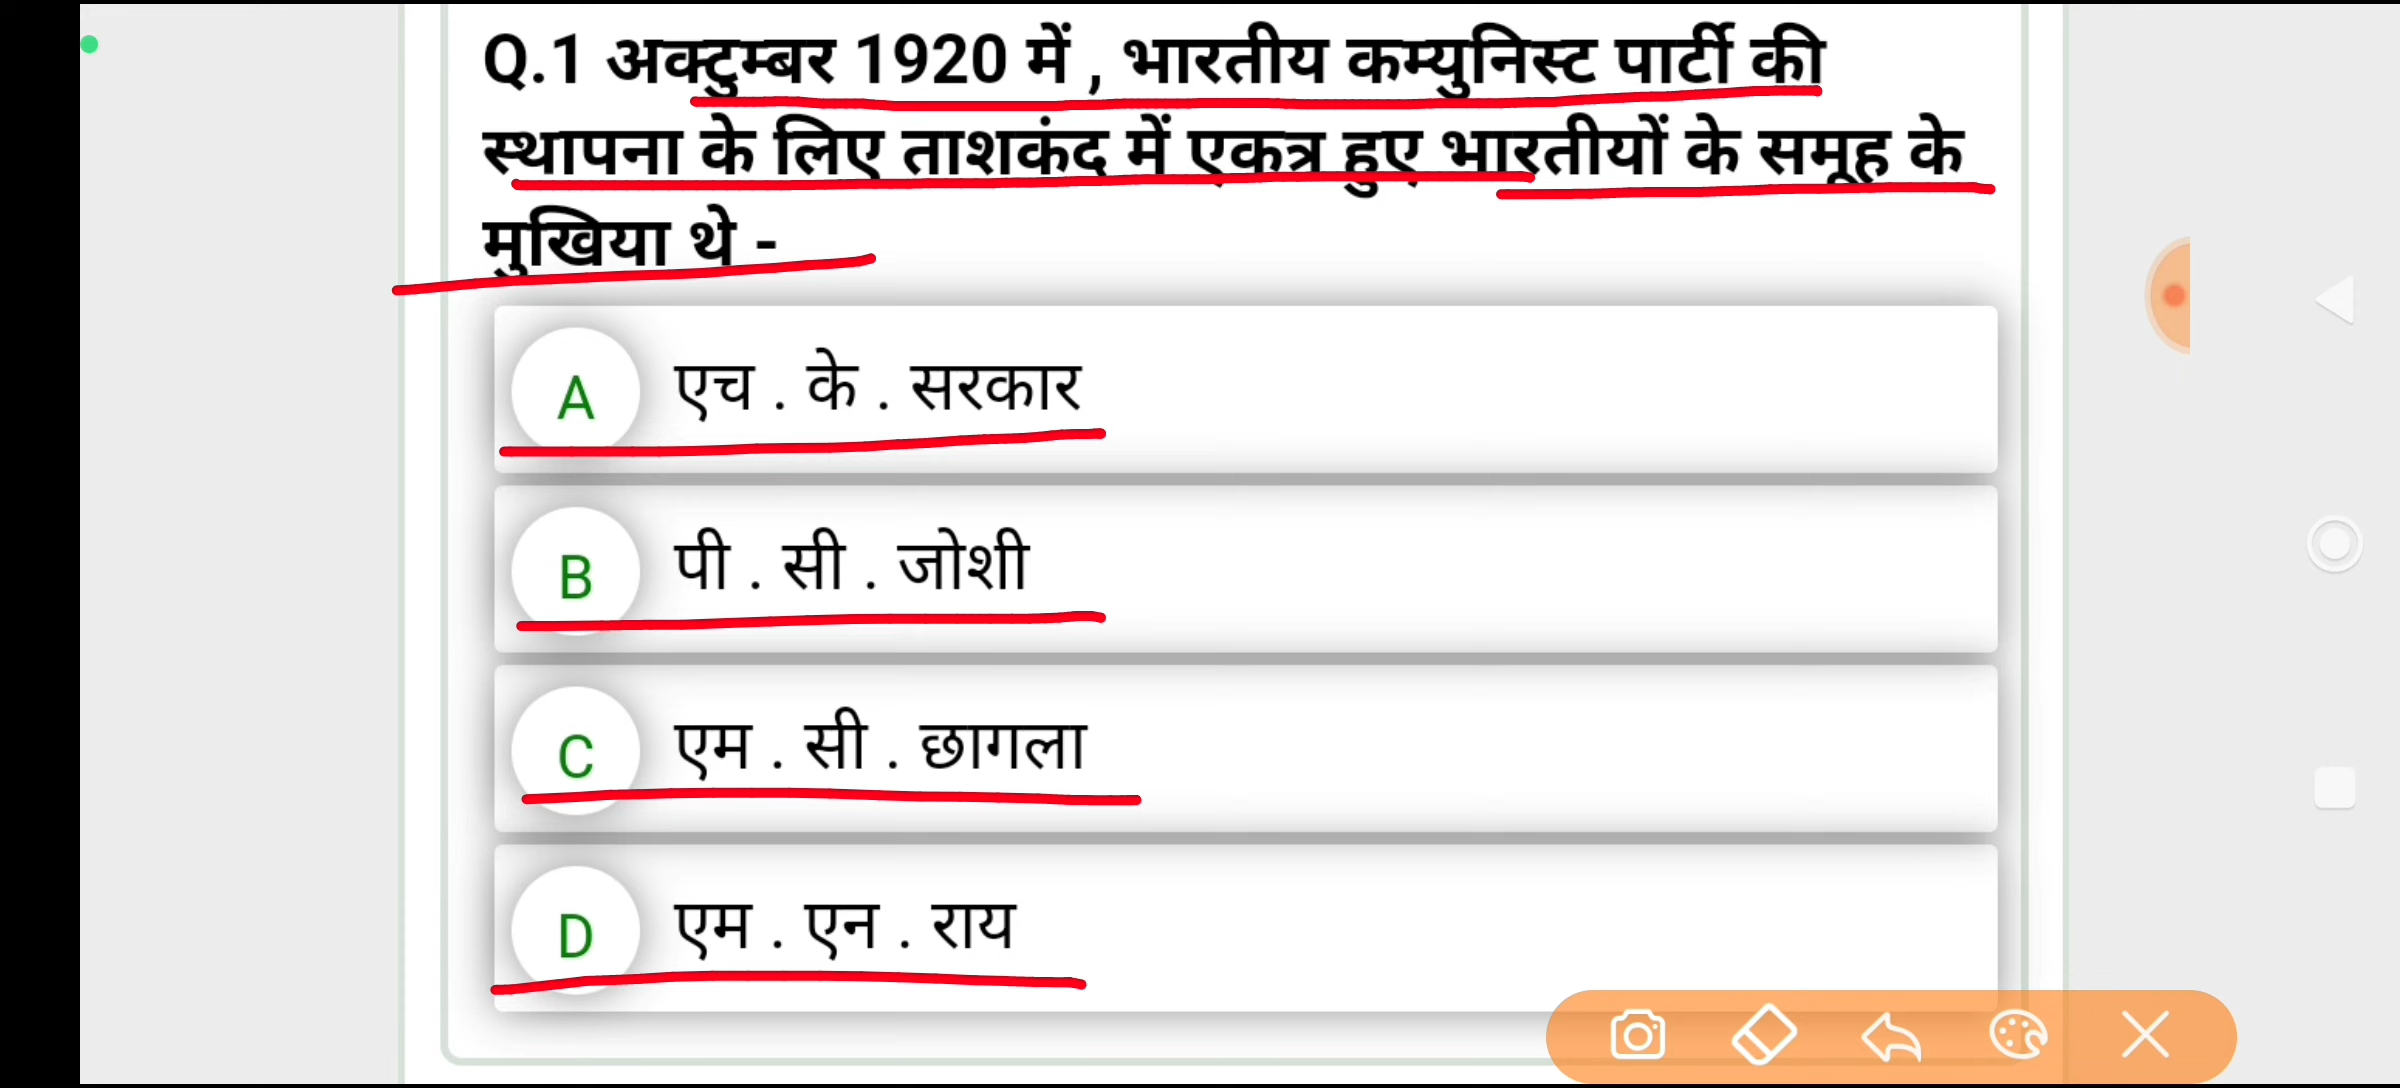 Q.1 अक्टुम्बर 1920 में , भारतीय कम्युनिस्ट पार्टी की
स्थापना के लिए ताशकंद में एकत्र हुए भारतीयों के समूह के
मुखिया थे -
A एच . के . सरकार
B पी . सी . जोशी
C एम . सी . छागला
D एम . एन . राय